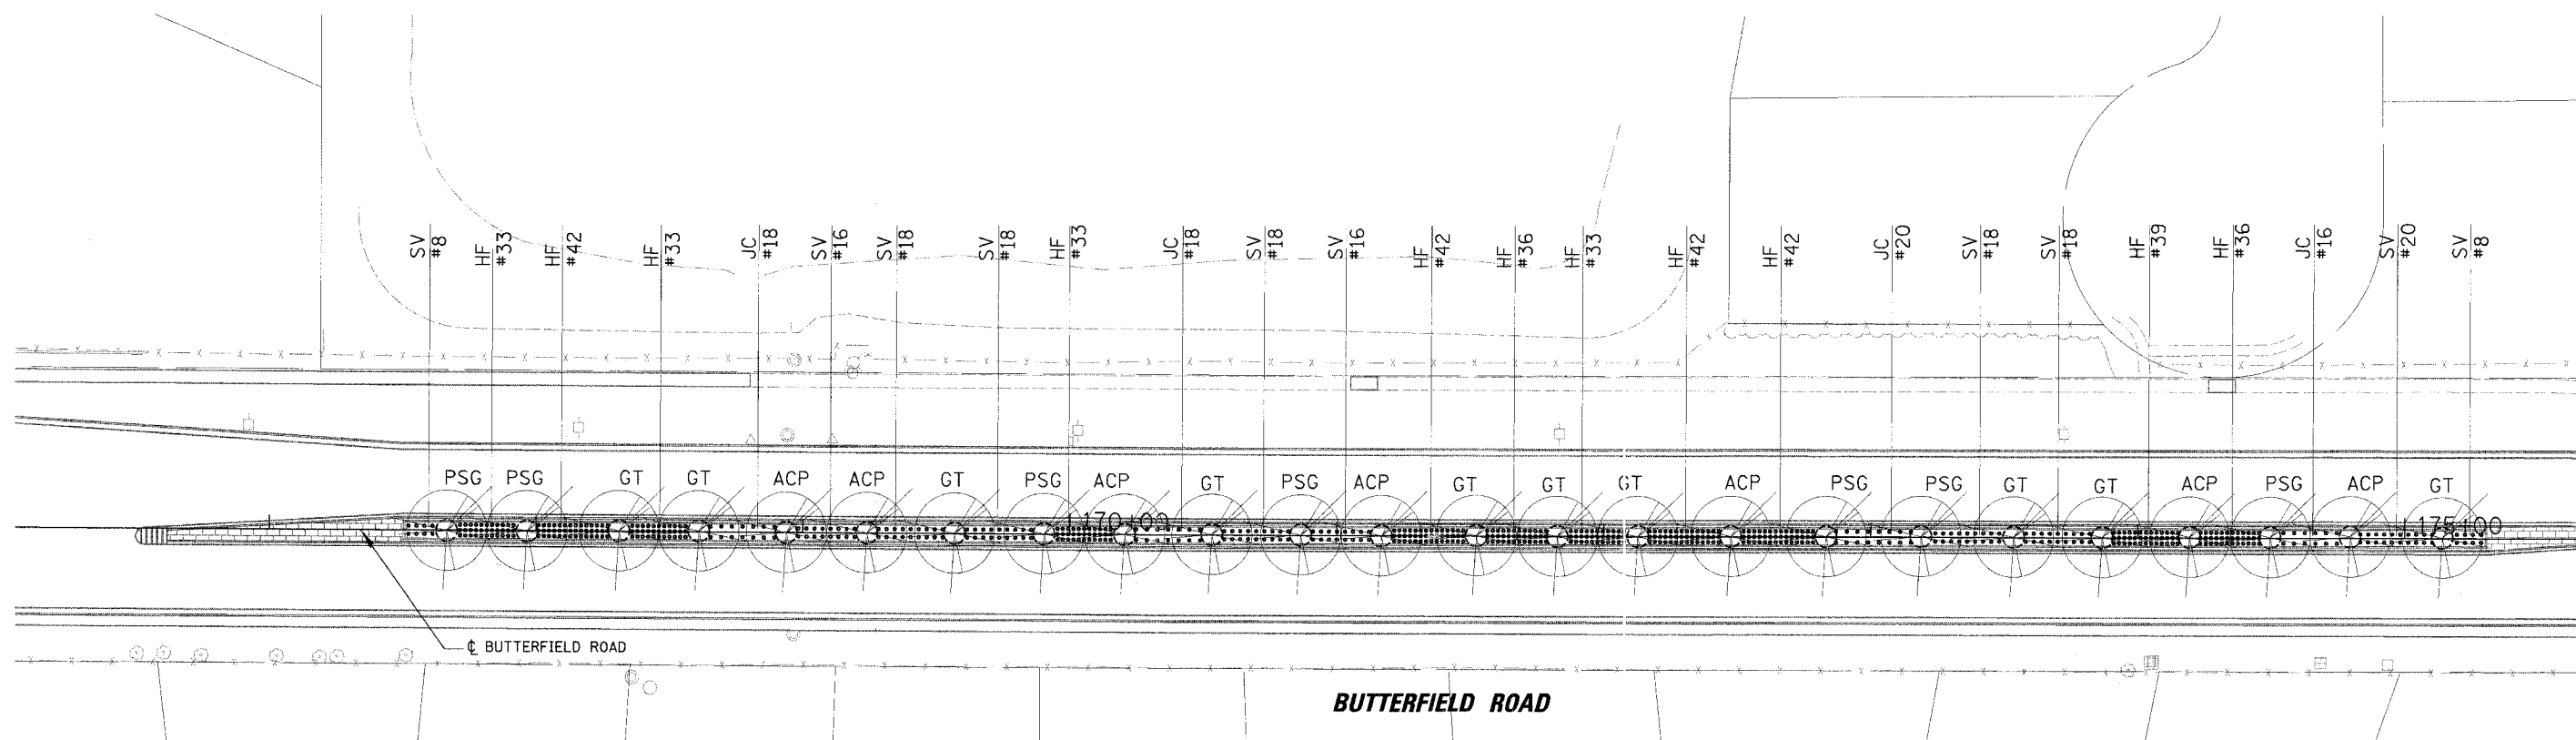 SV #8
HF #33
HF #42
HF #33
JC #18
SV #16
SV #18
SV #18
HF #33
JC #18
SV #18
SV #16
HF #42
HF #36
HF #33
HF #42
HF #42
JC #20
SV #18
SV #18
HF #39
HF #36
JC #16
SV #20
SV #8
PSG PSG GT GT ACP ACP GT PSG ACP GT PSG ACP GT GT GT ACP PSG PSG GT GT ACP PSG ACP GT
170+00 175+00
℄ BUTTERFIELD ROAD
BUTTERFIELD ROAD